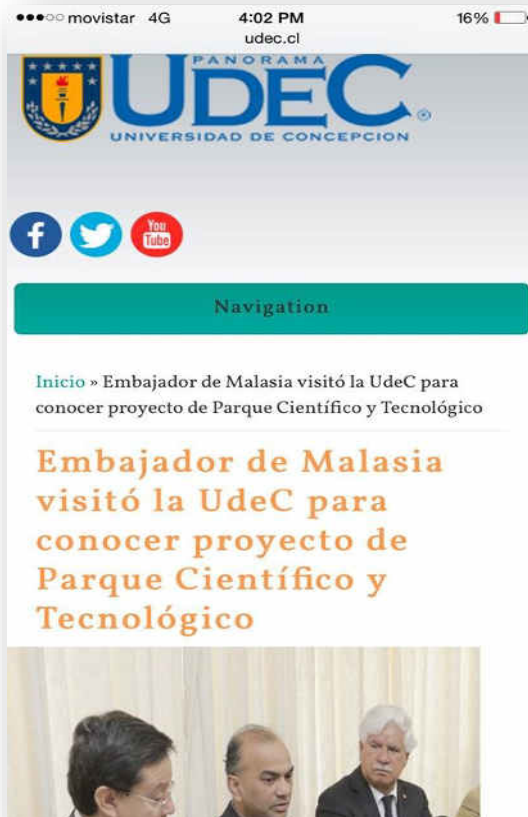 movistar 4G 4:02 PM 16%
udec.cl
PANORAMA
UDEC®
UNIVERSIDAD DE CONCEPCION
f You Tube
Navigation
Inicio » Embajador de Malasia visitó la UdeC para
conocer proyecto de Parque Científico y Tecnológico
Embajador de Malasia
visitó la UdeC para
conocer proyecto de
Parque Científico y
Tecnológico